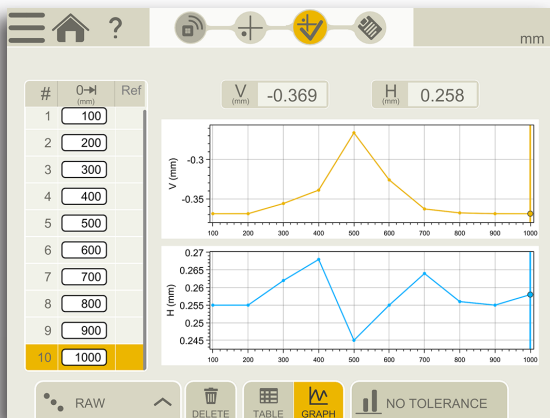 ?
mm
# 0 (mm) Ref
V (mm) -0.369
H (mm) 0.258
1 100
2 200
3 300
4 400
5 500
6 600
7 700
8 800
9 900
10 1000
V (mm)
-0.3
-0.35
100 200 300 400 500 600 700 800 900 1000
H (mm)
0.27
0.265
0.26
0.255
0.25
0.245
100 200 300 400 500 600 700 800 900 1000
RAW
DELETE
TABLE
GRAPH
NO TOLERANCE